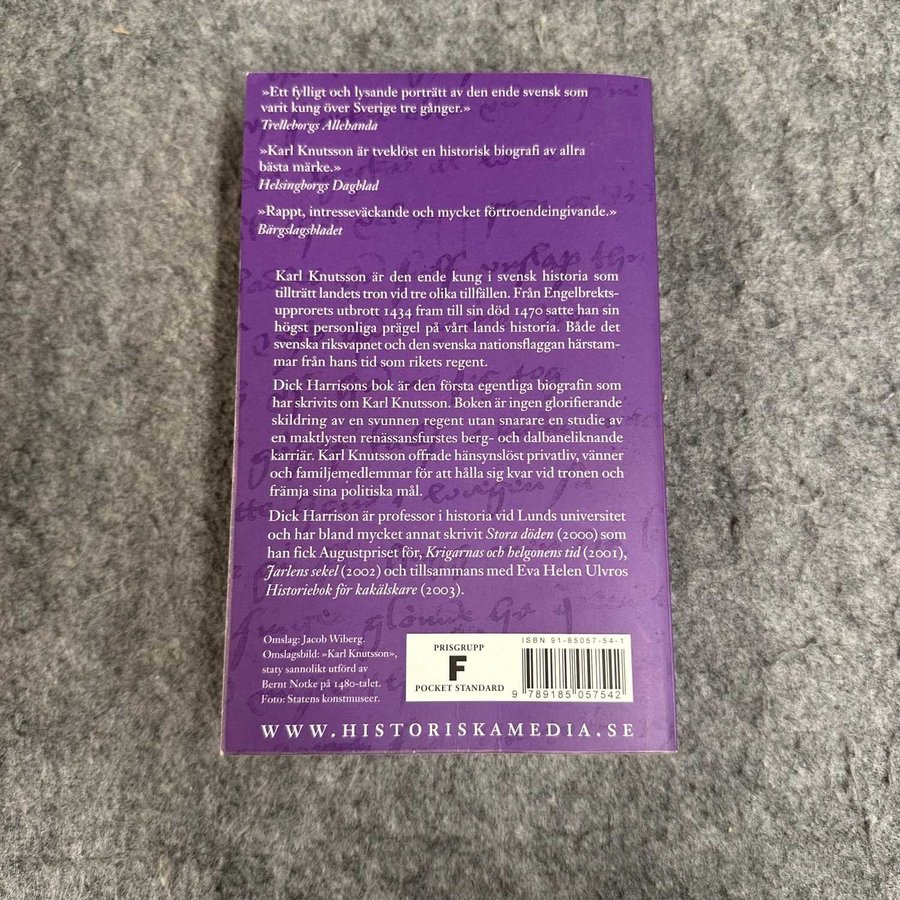 »Ett fylligt och lysande porträtt av den ende svensk som
varit kung över Sverige tre gånger.»
Trelleborgs Allehanda
»Karl Knutsson är tveklöst en historisk biografi av allra
bästa märke.»
Helsingborgs Dagblad
»Rappt, intresseväckande och mycket förtroendeingivande.»
Bärgslagsbladet
Karl Knutsson är den ende kung i svensk historia som
tillträtt landets tron vid tre olika tillfällen. Från Engelbrekts-
upprorets utbrott 1434 fram till sin död 1470 satte han sin
högst personliga prägel på vårt lands historia. Både det
svenska riksvapnet och den svenska nationsflaggan härstam-
mar från hans tid som rikets regent.
Dick Harrisons bok är den första egentliga biografin som
har skrivits om Karl Knutsson. Boken är ingen glorifierande
skildring av en svunnen regent utan snarare en studie av
en maktlysten renässansfurstes berg- och dalbaneliknande
karriär. Karl Knutsson offrade hänsynslöst privatliv, vänner
och familjemedlemmar för att hålla sig kvar vid tronen och
främja sina politiska mål.
Dick Harrison är professor i historia vid Lunds universitet
och har bland mycket annat skrivit Stora döden (2000) som
han fick Augustpriset för, Krigarnas och helgonens tid (2001),
Jarlens sekel (2002) och tillsammans med Eva Helen Ulvros
Historiebok för kakälskare (2003).
Omslag: Jacob Wiberg.
Omslagsbild: »Karl Knutsson»,
staty sannolikt utförd av
Bernt Notke på 1480-talet.
Foto: Statens konstmuseer.
PRISGRUPP
F
POCKET STANDARD
ISBN 91-85057-54-1
9 789185 057542
WWW.HISTORISKAMEDIA.SE